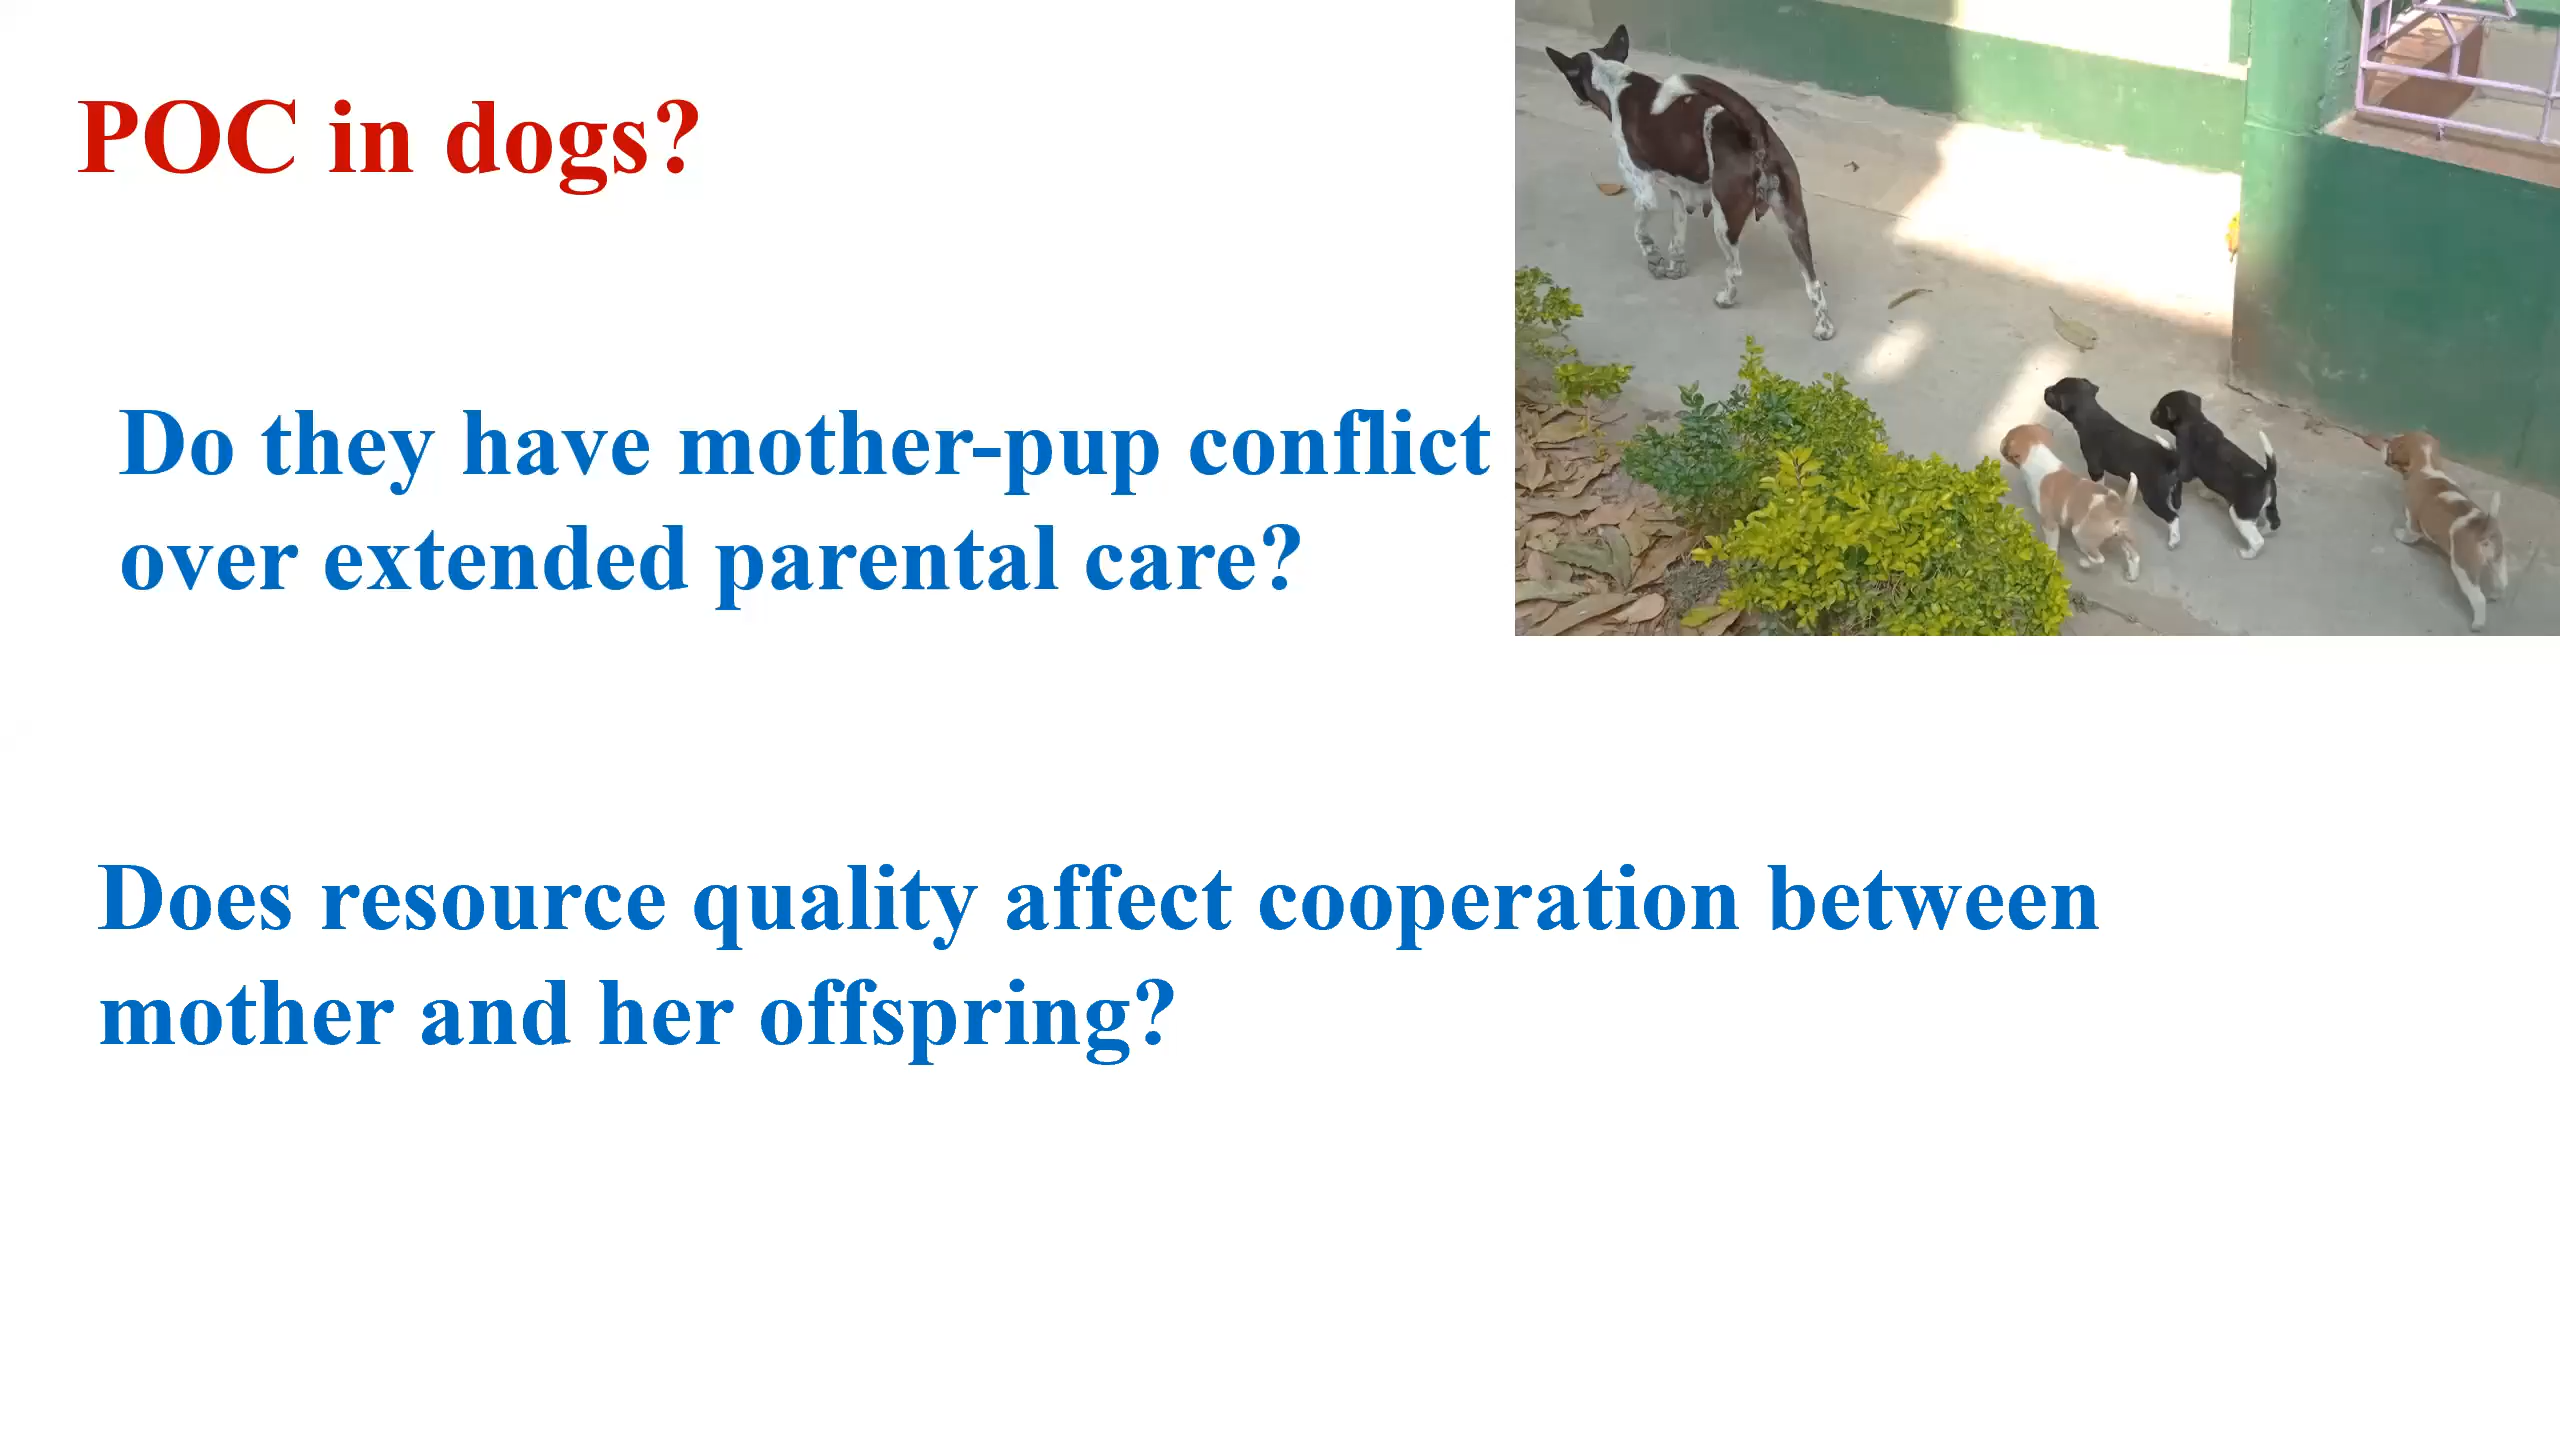 POC in dogs?
Do they have mother-pup conflict
over extended parental care?
Does resource quality affect cooperation between
mother and her offspring?